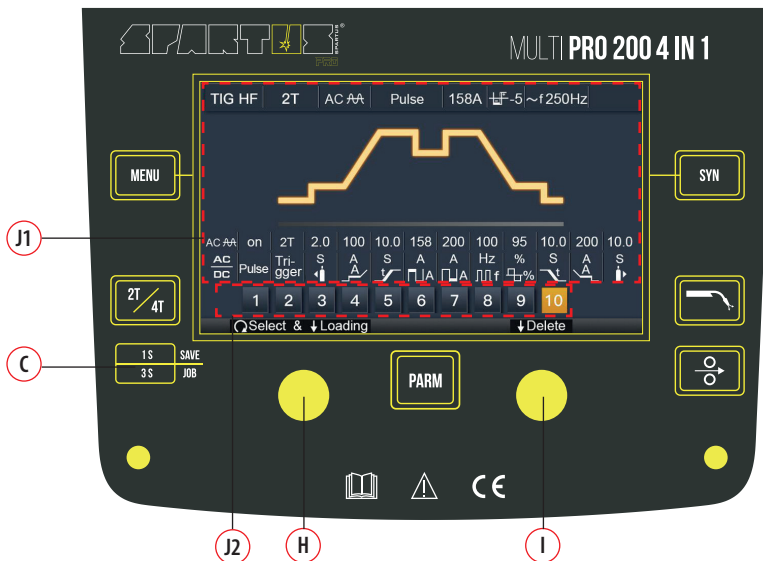 SPARTUS®
SPARTUS
PRO
MULTI PRO 200 4 IN 1
TIG HF 2T AC Pulse 158A -5 ~f 250Hz
MENU
SYN
J1
AC on 2T 2.0 100 10.0 158 200 100 95 10.0 200 10.0
AC DC Pulse Tri-gger S A A S t A A A A Hz f % % S t A A S
1 2 3 4 5 6 7 8 9 10
Select & ↓Loading ↓Delete
2T/4T
C
1 S SAVE
3 S JOB
PARM
CE
J2 H I